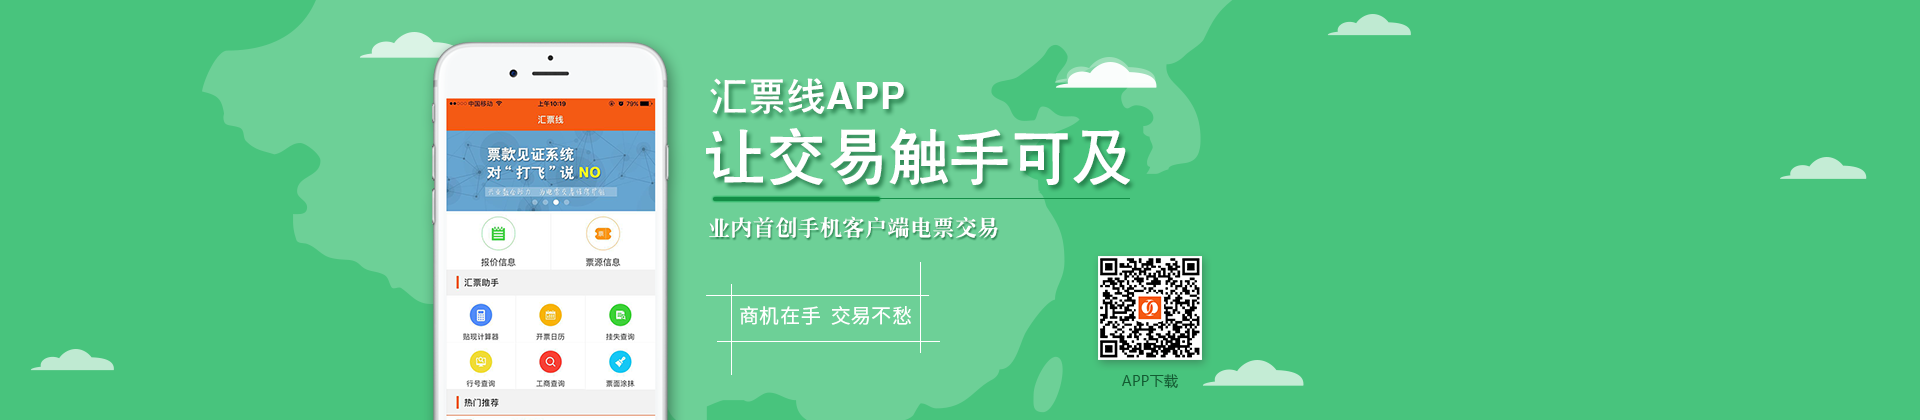 中国移动
上午10:19
79%
汇票线
票款见证系统
对“打飞”说 NO
报价信息
票源信息
汇票助手
贴现计算器
开票日历
挂失查询
行号查询
工商查询
票面涂抹
热门推荐
汇票线APP
让交易触手可及
业内首创手机客户端电票交易
商机在手 交易不愁
APP下载